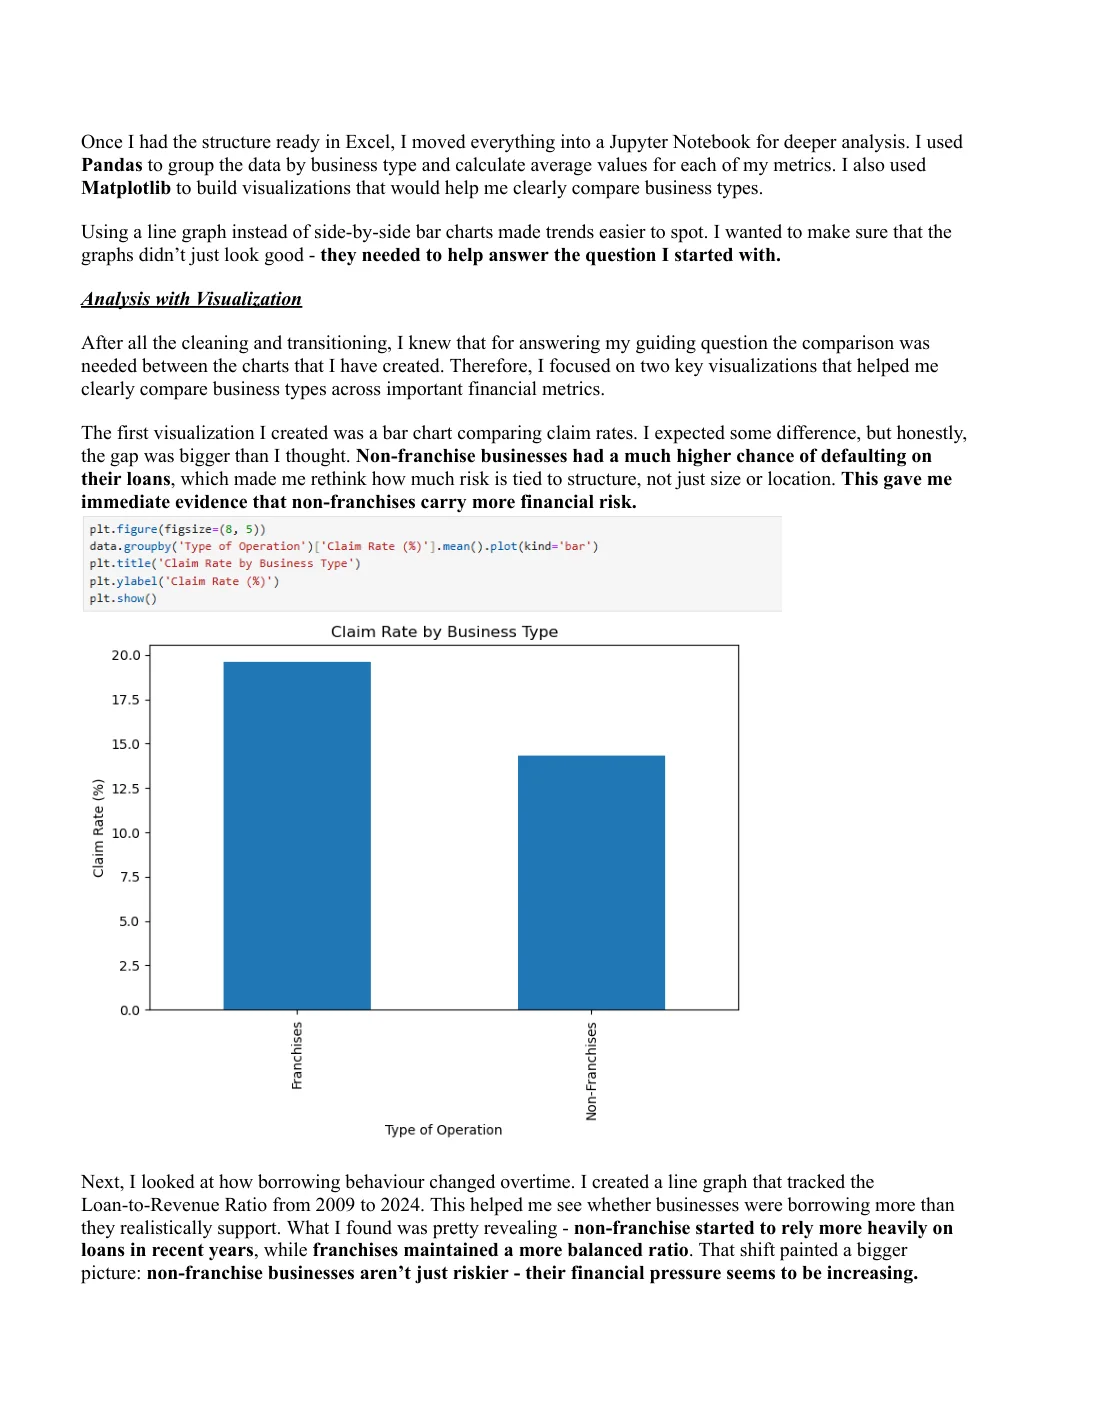 Once I had the structure ready in Excel, I moved everything into a Jupyter Notebook for deeper analysis. I used
Pandas to group the data by business type and calculate average values for each of my metrics. I also used
Matplotlib to build visualizations that would help me clearly compare business types.
Using a line graph instead of side-by-side bar charts made trends easier to spot. I wanted to make sure that the
graphs didn’t just look good - they needed to help answer the question I started with.
Analysis with Visualization
After all the cleaning and transitioning, I knew that for answering my guiding question the comparison was
needed between the charts that I have created. Therefore, I focused on two key visualizations that helped me
clearly compare business types across important financial metrics.
The first visualization I created was a bar chart comparing claim rates. I expected some difference, but honestly,
the gap was bigger than I thought. Non-franchise businesses had a much higher chance of defaulting on
their loans, which made me rethink how much risk is tied to structure, not just size or location. This gave me
immediate evidence that non-franchises carry more financial risk.
plt.figure(figsize=(8, 5))
data.groupby('Type of Operation')['Claim Rate (%)'].mean().plot(kind='bar')
plt.title('Claim Rate by Business Type')
plt.ylabel('Claim Rate (%)')
plt.show()
Claim Rate by Business Type
20.0
17.5
15.0
12.5
10.0
7.5
5.0
2.5
0.0
Claim Rate (%)
Franchises
Non-Franchises
Type of Operation
Next, I looked at how borrowing behaviour changed overtime. I created a line graph that tracked the
Loan-to-Revenue Ratio from 2009 to 2024. This helped me see whether businesses were borrowing more than
they realistically support. What I found was pretty revealing - non-franchise started to rely more heavily on
loans in recent years, while franchises maintained a more balanced ratio. That shift painted a bigger
picture: non-franchise businesses aren’t just riskier - their financial pressure seems to be increasing.